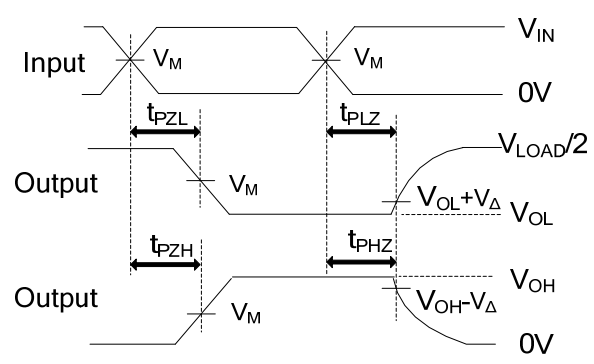 Input V_M V_M V_IN
0V
t_PZL t_PLZ
V_LOAD/2
Output V_M V_OL+V_Δ V_OL
t_PZH t_PHZ
V_OH
Output V_M V_OH-V_Δ
0V